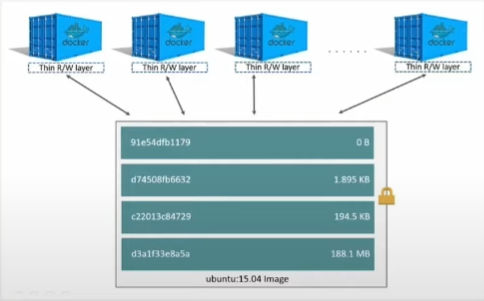 docker docker docker docker
Thin R/W layer Thin R/W layer Thin R/W layer ...... Thin R/W layer
91e54dfb1179 0 B
d74508fb6632 1.895 KB
c22013c84729 194.5 KB
d3a1f33e8a5a 188.1 MB
ubuntu:15.04 Image